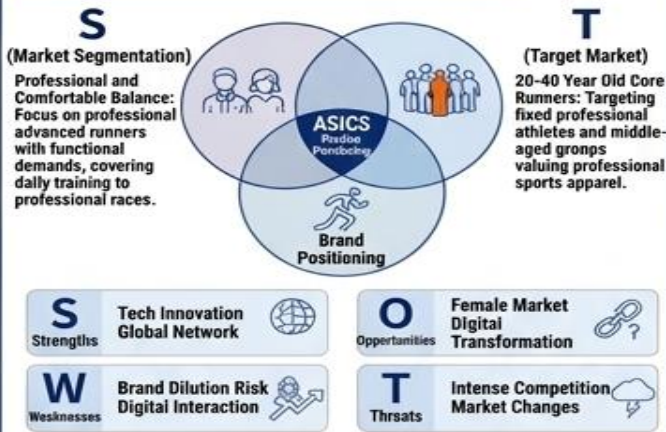 S
(Market Segmentation)
Professional and
Comfortable Balance:
Focus on professional
advanced runners
with functional
demands, covering
daily training to
professional races.
ASICS
Pradoe
Pondboing
Brand
Positioning
T
(Target Market)
20-40 Year Old Core
Runners: Targeting
fixed professional
athletes and middle-
aged gronps
valuing professional
sports apparel.
S
Strengths
Tech Innovation
Global Network
O
Oppertunities
Female Market
Digital
Transformation
?
W
Wesknesses
Brand Dilution Risk
Digital Interaction
T
Thrsats
Intense Competition
Market Changes